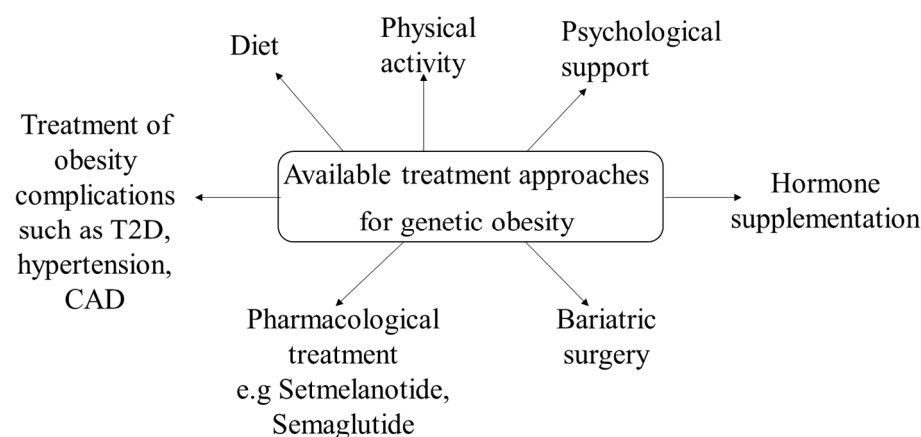 Diet
Physical
activity
Psychological
support
Treatment of
obesity
complications
such as T2D,
hypertension,
CAD
Available treatment approaches
for genetic obesity
Hormone
supplementation
Pharmacological
treatment
e.g Setmelanotide,
Semaglutide
Bariatric
surgery